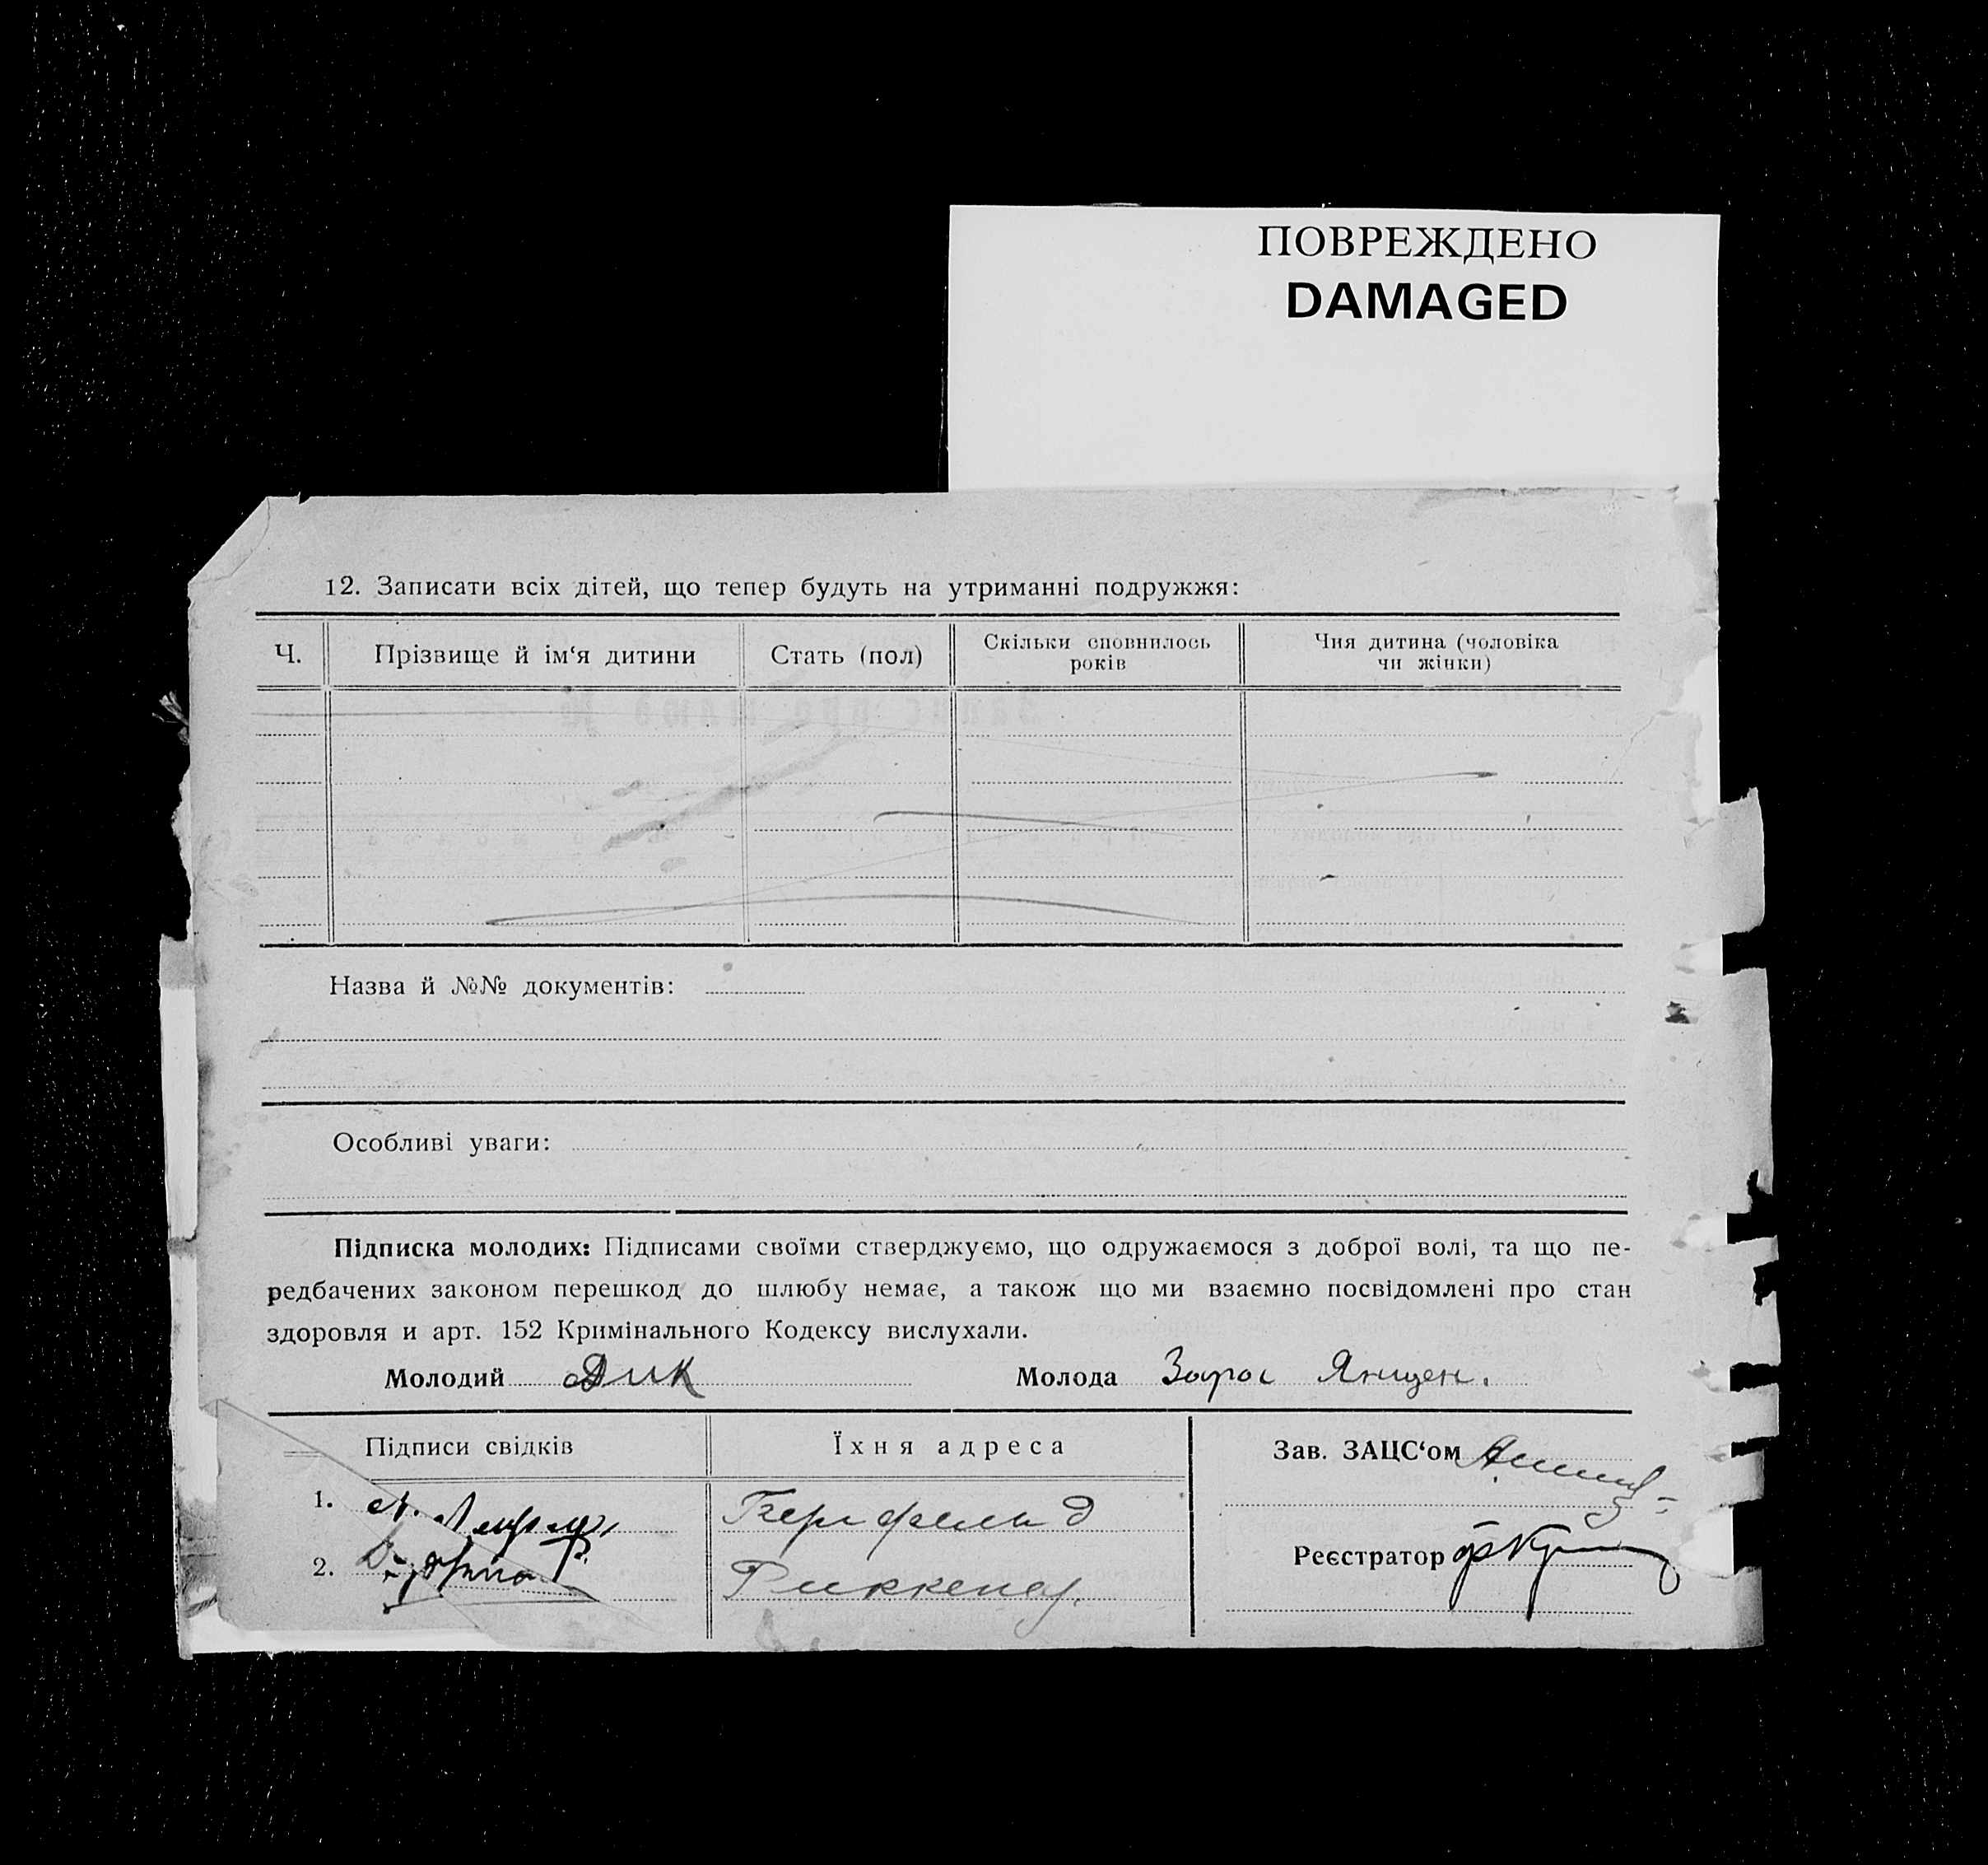 ПОВРЕЖДЕНО
DAMAGED
12. Записати всіх дітей, що тепер будуть на утриманні подружжя:
Ч. Прізвище й ім‘я дитини Стать (пол) Скільки сповнилось років Чия дитина (чоловіка чи жінки)
Назва й №№ документів:
Особливі уваги:
Підписка молодих: Підписами своїми стверджуємо, що одружаємося з доброї волі, та що пе-
редбачених законом перешкод до шлюбу немає, а також що ми взаємно посвідомлені про стан
здоровля и арт. 152 Кримінального Кодексу вислухали.
Молодий Дик Молода Янцен.
Підписи свідків Їхня адреса Зав. ЗАЦС‘ом
1.
2. Реєстратор